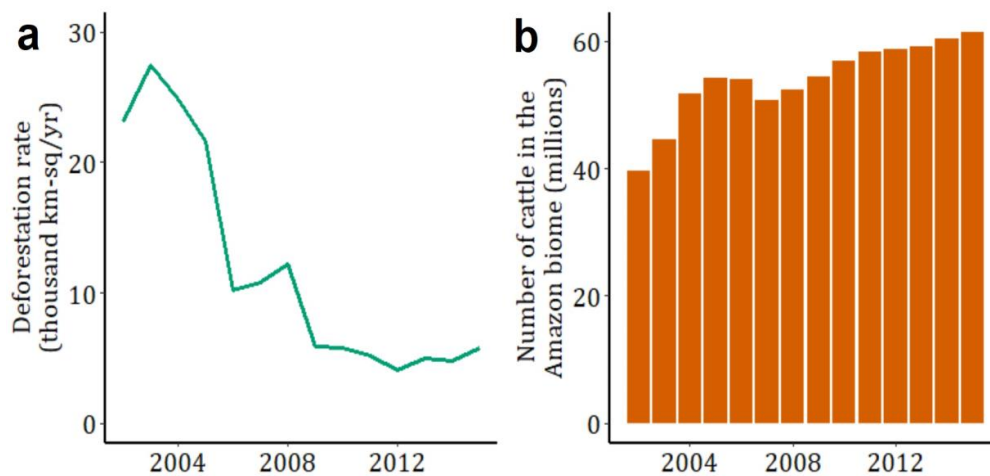 a
Deforestation rate
(thousand km-sq/yr)
30
20
10
0
2004 2008 2012
b
Number of cattle in the
Amazon biome (millions)
60
40
20
0
2004 2008 2012